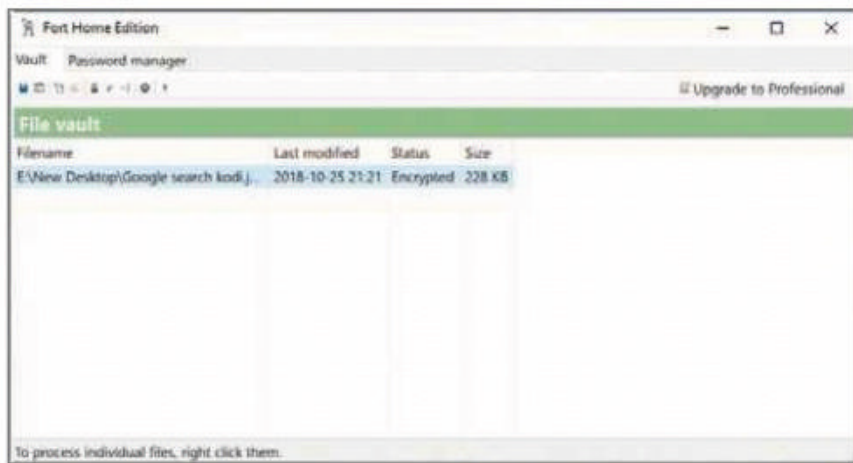 Fort Home Edition
Vault Password manager
Upgrade to Professional
File vault
Filename Last modified Status Size
E:\New Desktop\Google search kodi.j... 2018-10-25 21:21 Encrypted 228 KB
To process individual files, right click them.